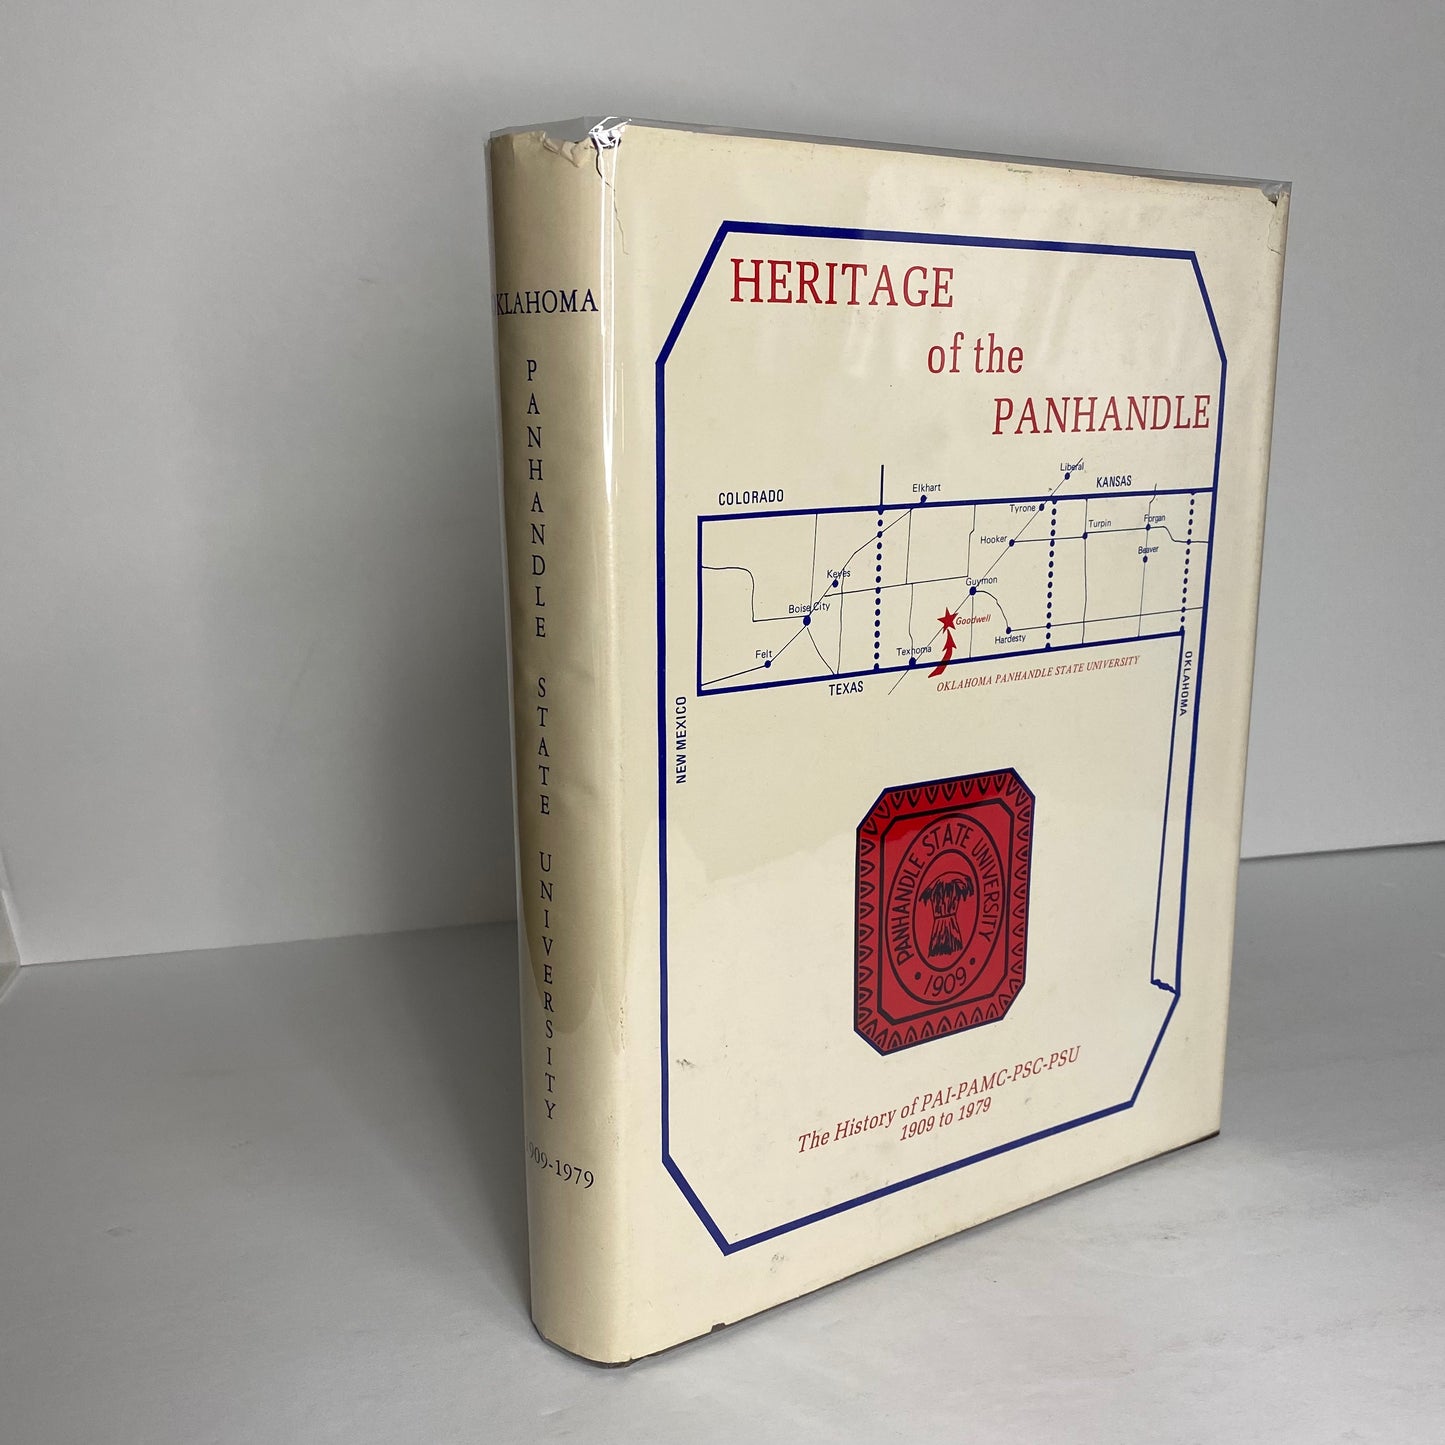 KLAHOMA
PANHANDLE
STATE
UNIVERSITY
909-1979
HERITAGE
of the
PANHANDLE
Liberal
COLORADO
Elkhart
KANSAS
Tyrone
Turpin
Forgan
Hooker
Beaver
Keyes
Guymon
Boise City
Goodwell
Hardesty
Felt
Texhoma
TEXAS
OKLAHOMA PANHANDLE STATE UNIVERSITY
NEW MEXICO
OKLAHOMA
PANHANDLE STATE UNIVERSITY
• 1909 •
The History of PAI-PAMC-PSC-PSU
1909 to 1979